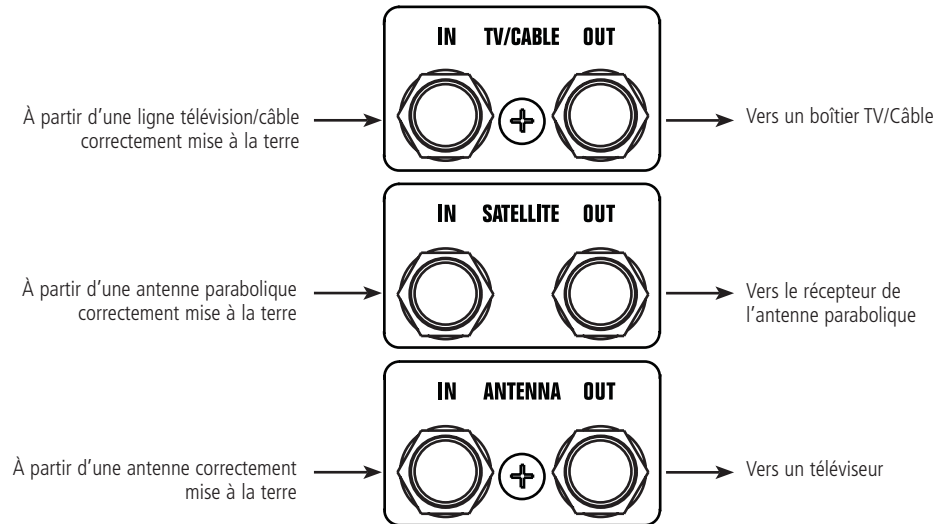 IN TV/CABLE OUT
À partir d’une ligne télévision/câble
correctement mise à la terre
Vers un boîtier TV/Câble
IN SATELLITE OUT
À partir d’une antenne parabolique
correctement mise à la terre
Vers le récepteur de
l’antenne parabolique
IN ANTENNA OUT
À partir d’une antenne correctement
mise à la terre
Vers un téléviseur